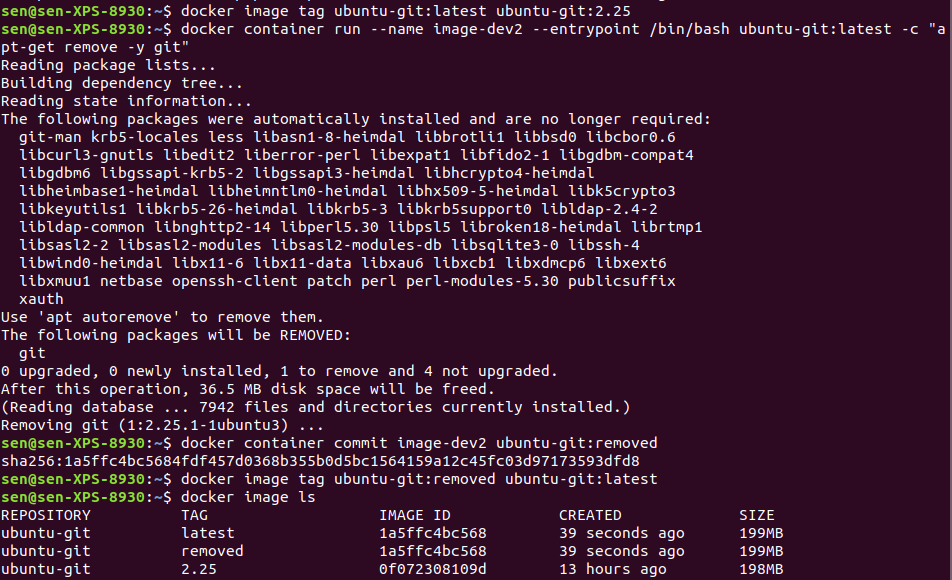 sen@sen-XPS-8930:~$ docker image tag ubuntu-git:latest ubuntu-git:2.25
sen@sen-XPS-8930:~$ docker container run --name image-dev2 --entrypoint /bin/bash ubuntu-git:latest -c "a
pt-get remove -y git"
Reading package lists...
Building dependency tree...
Reading state information...
The following packages were automatically installed and are no longer required:
  git-man krb5-locales less libasn1-8-heimdal libbrotli1 libbsd0 libcbor0.6
  libcurl3-gnutls libedit2 liberror-perl libexpat1 libfido2-1 libgdbm-compat4
  libgdbm6 libgssapi-krb5-2 libgssapi3-heimdal libhcrypto4-heimdal
  libheimbase1-heimdal libheimntlm0-heimdal libhx509-5-heimdal libk5crypto3
  libkeyutils1 libkrb5-26-heimdal libkrb5-3 libkrb5support0 libldap-2.4-2
  libldap-common libnghttp2-14 libperl5.30 libpsl5 libroken18-heimdal librtmp1
  libsasl2-2 libsasl2-modules libsasl2-modules-db libsqlite3-0 libssh-4
  libwind0-heimdal libx11-6 libx11-data libxau6 libxcb1 libxdmcp6 libxext6
  libxmuu1 netbase openssh-client patch perl perl-modules-5.30 publicsuffix
  xauth
Use 'apt autoremove' to remove them.
The following packages will be REMOVED:
  git
0 upgraded, 0 newly installed, 1 to remove and 4 not upgraded.
After this operation, 36.5 MB disk space will be freed.
(Reading database ... 7942 files and directories currently installed.)
Removing git (1:2.25.1-1ubuntu3) ...
sen@sen-XPS-8930:~$ docker container commit image-dev2 ubuntu-git:removed
sha256:1a5ffc4bc5684fdf457d0368b355b0d5bc1564159a12c45fc03d97173593dfd8
sen@sen-XPS-8930:~$ docker image tag ubuntu-git:removed ubuntu-git:latest
sen@sen-XPS-8930:~$ docker image ls
REPOSITORY          TAG                 IMAGE ID            CREATED             SIZE
ubuntu-git          latest              1a5ffc4bc568        39 seconds ago      199MB
ubuntu-git          removed             1a5ffc4bc568        39 seconds ago      199MB
ubuntu-git          2.25                0f072308109d        13 hours ago        198MB